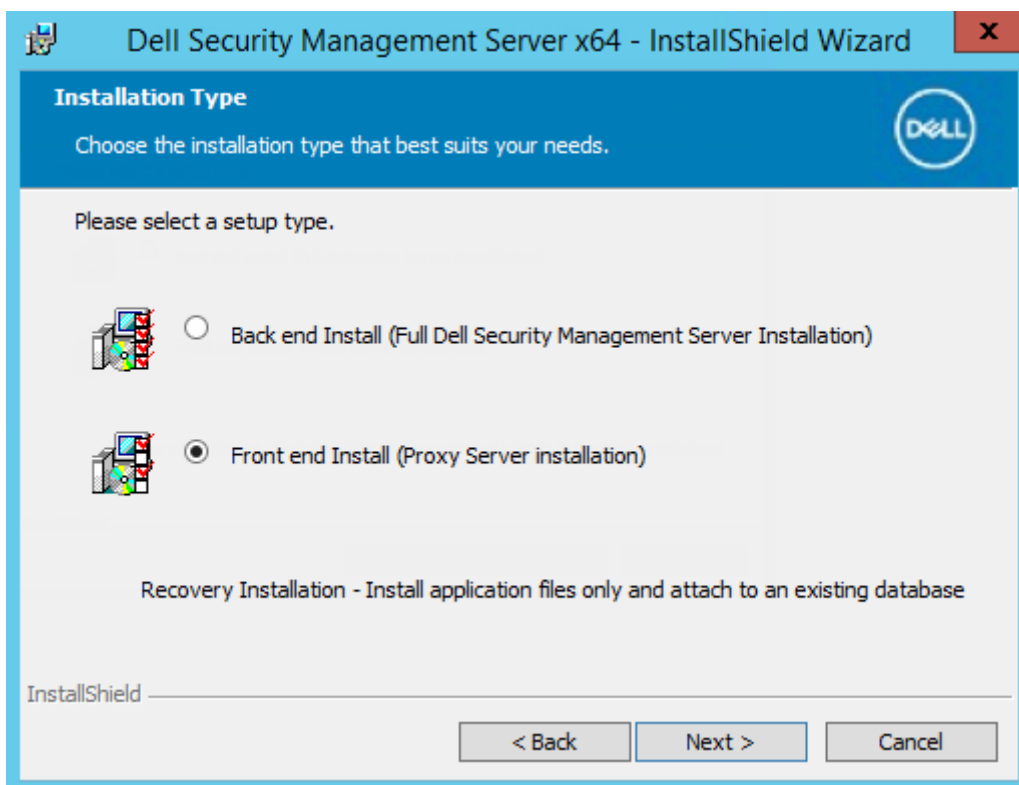 Dell Security Management Server x64 - InstallShield Wizard
x
Installation Type
Choose the installation type that best suits your needs.
DELL
Please select a setup type.
Back end Install (Full Dell Security Management Server Installation)
Front end Install (Proxy Server installation)
Recovery Installation - Install application files only and attach to an existing database
InstallShield
< Back
Next >
Cancel